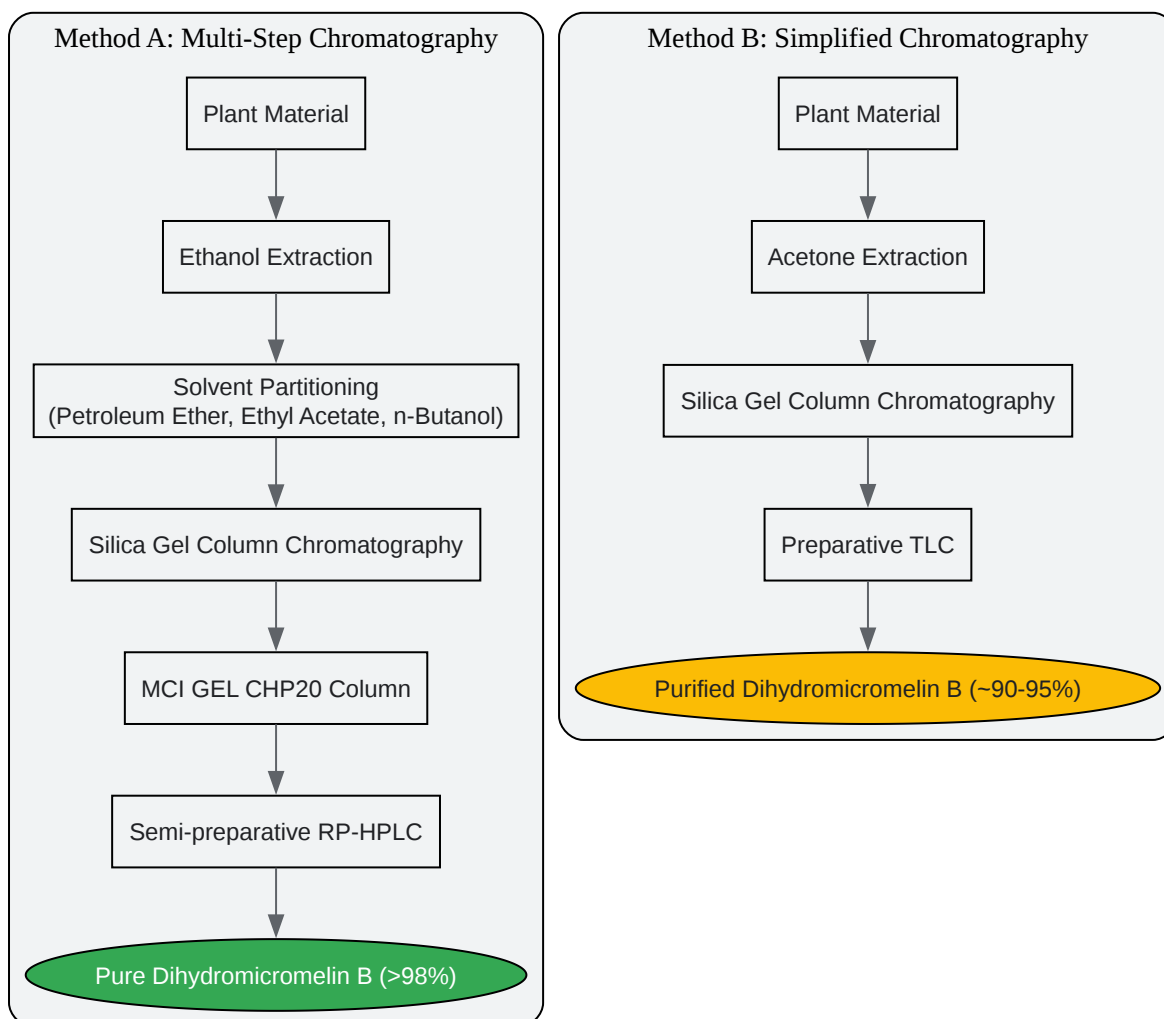 Method A: Multi-Step Chromatography
Plant Material
Ethanol Extraction
Solvent Partitioning
(Petroleum Ether, Ethyl Acetate, n-Butanol)
Silica Gel Column Chromatography
MCI GEL CHP20 Column
Semi-preparative RP-HPLC
Pure Dihydromicromelin B (>98%)
Method B: Simplified Chromatography
Plant Material
Acetone Extraction
Silica Gel Column Chromatography
Preparative TLC
Purified Dihydromicromelin B (~90-95%)